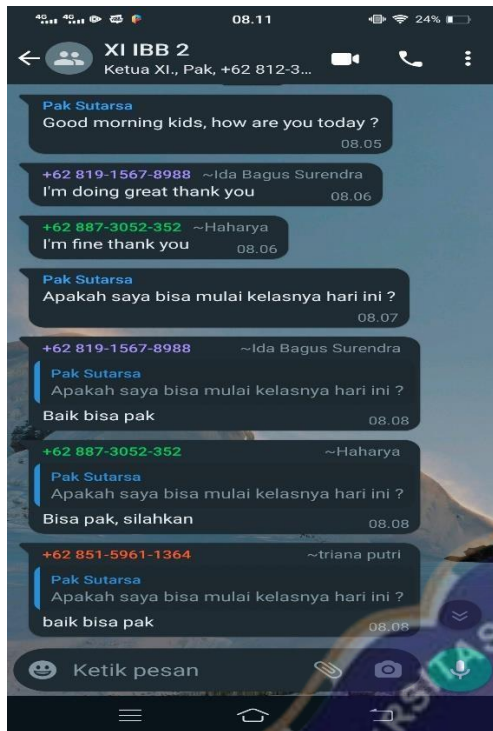 4G 4G 08.11 24%
XI IBB 2
Ketua XI., Pak, +62 812-3...
Pak Sutarsa
Good morning kids, how are you today ?
08.05
+62 819-1567-8988 ~Ida Bagus Surendra
I'm doing great thank you
08.06
+62 887-3052-352 ~Haharya
I'm fine thank you
08.06
Pak Sutarsa
Apakah saya bisa mulai kelasnya hari ini ?
08.07
+62 819-1567-8988 ~Ida Bagus Surendra
Pak Sutarsa
Apakah saya bisa mulai kelasnya hari ini ?
Baik bisa pak
08.08
+62 887-3052-352 ~Haharya
Pak Sutarsa
Apakah saya bisa mulai kelasnya hari ini ?
Bisa pak, silahkan
08.08
+62 851-5961-1364 ~triana putri
Pak Sutarsa
Apakah saya bisa mulai kelasnya hari ini ?
baik bisa pak
08.08
Ketik pesan